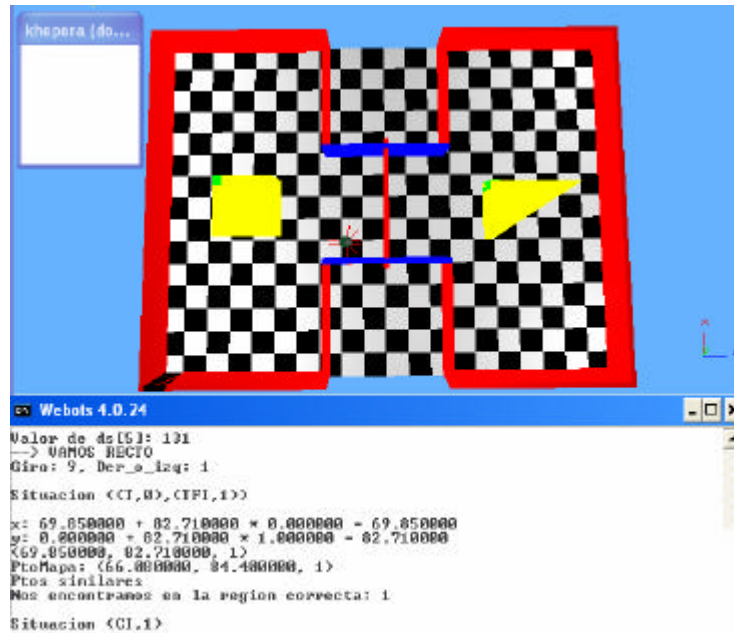 khepera (do...
Webots 4.0.24
Valor de ds[5]: 131
--> VAMOS RECTO
Giro: 9, Der_o_izq: 1
Situacion <(CI,0),(TFI,1)>
x: 69.850000 + 82.710000 * 0.000000 = 69.850000
y: 0.000000 + 82.710000 * 1.000000 = 82.710000
(69.850000, 82.710000, 1)
PtoMapa: (66.080000, 84.400000, 1)
Ptos similares
Nos encontramos en la region correcta: 1
Situacion <CI,1>